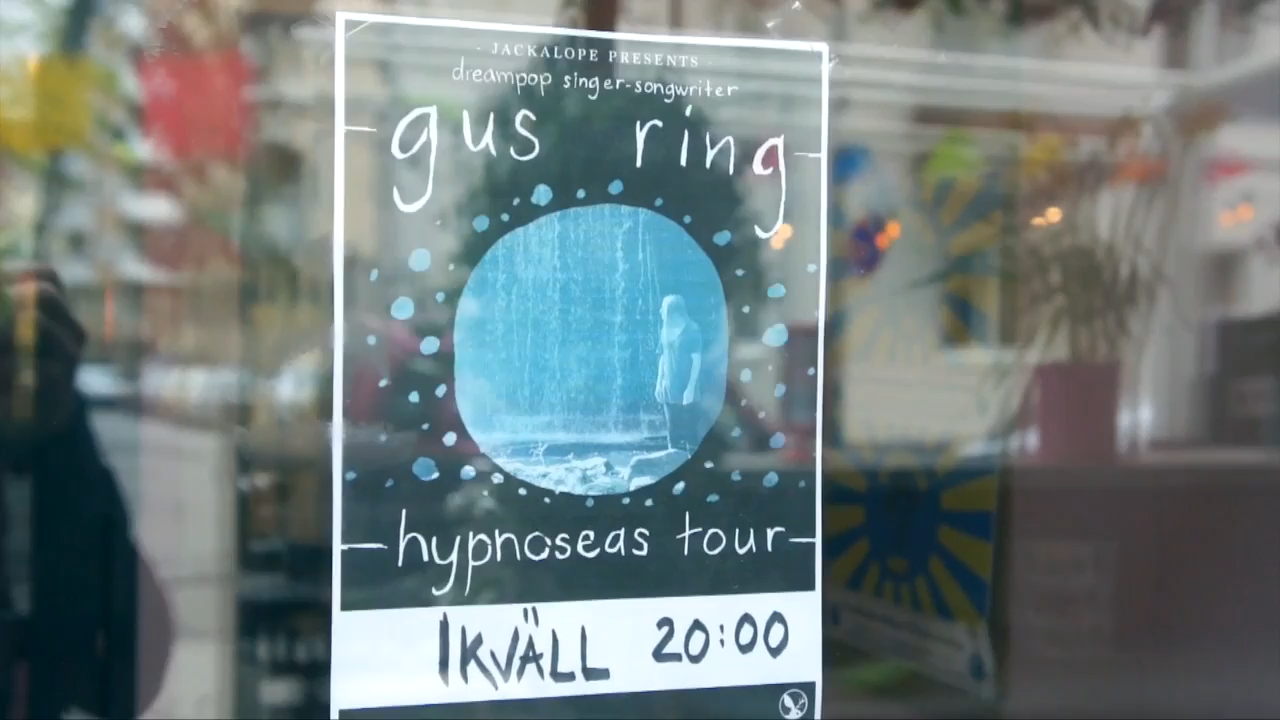 - JACKALOPE PRESENTS -
dreampop singer-songwriter
gus ring
hypnoseas tour
IKVÄLL 20:00